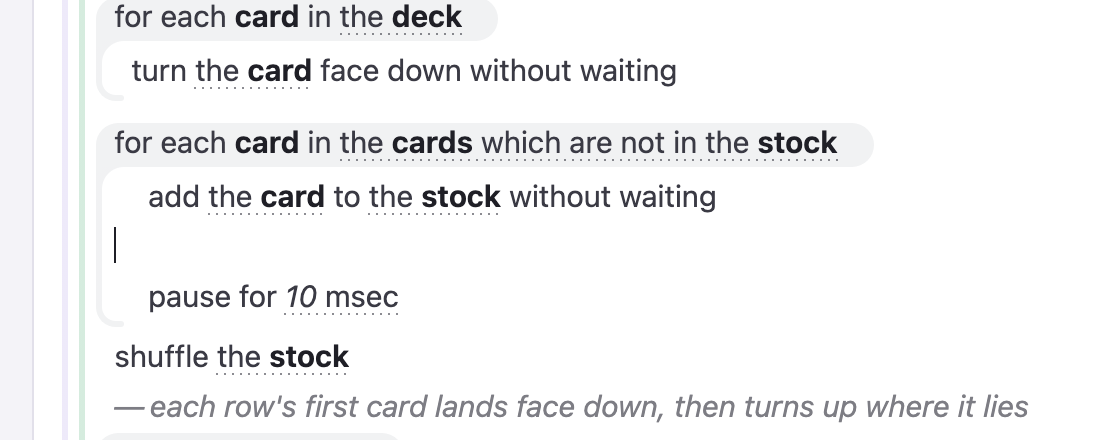 for each card in the deck
turn the card face down without waiting
for each card in the cards which are not in the stock
add the card to the stock without waiting
pause for 10 msec
shuffle the stock
— each row's first card lands face down, then turns up where it lies